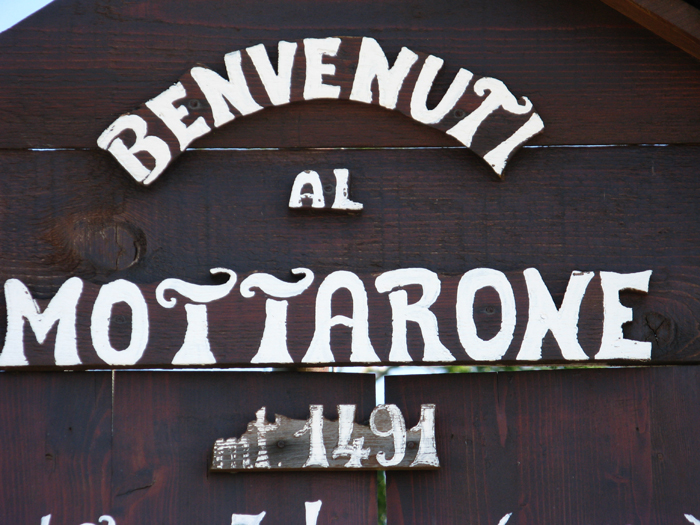 BENVENUTI
AL
MOTTARONE
mt. 1491